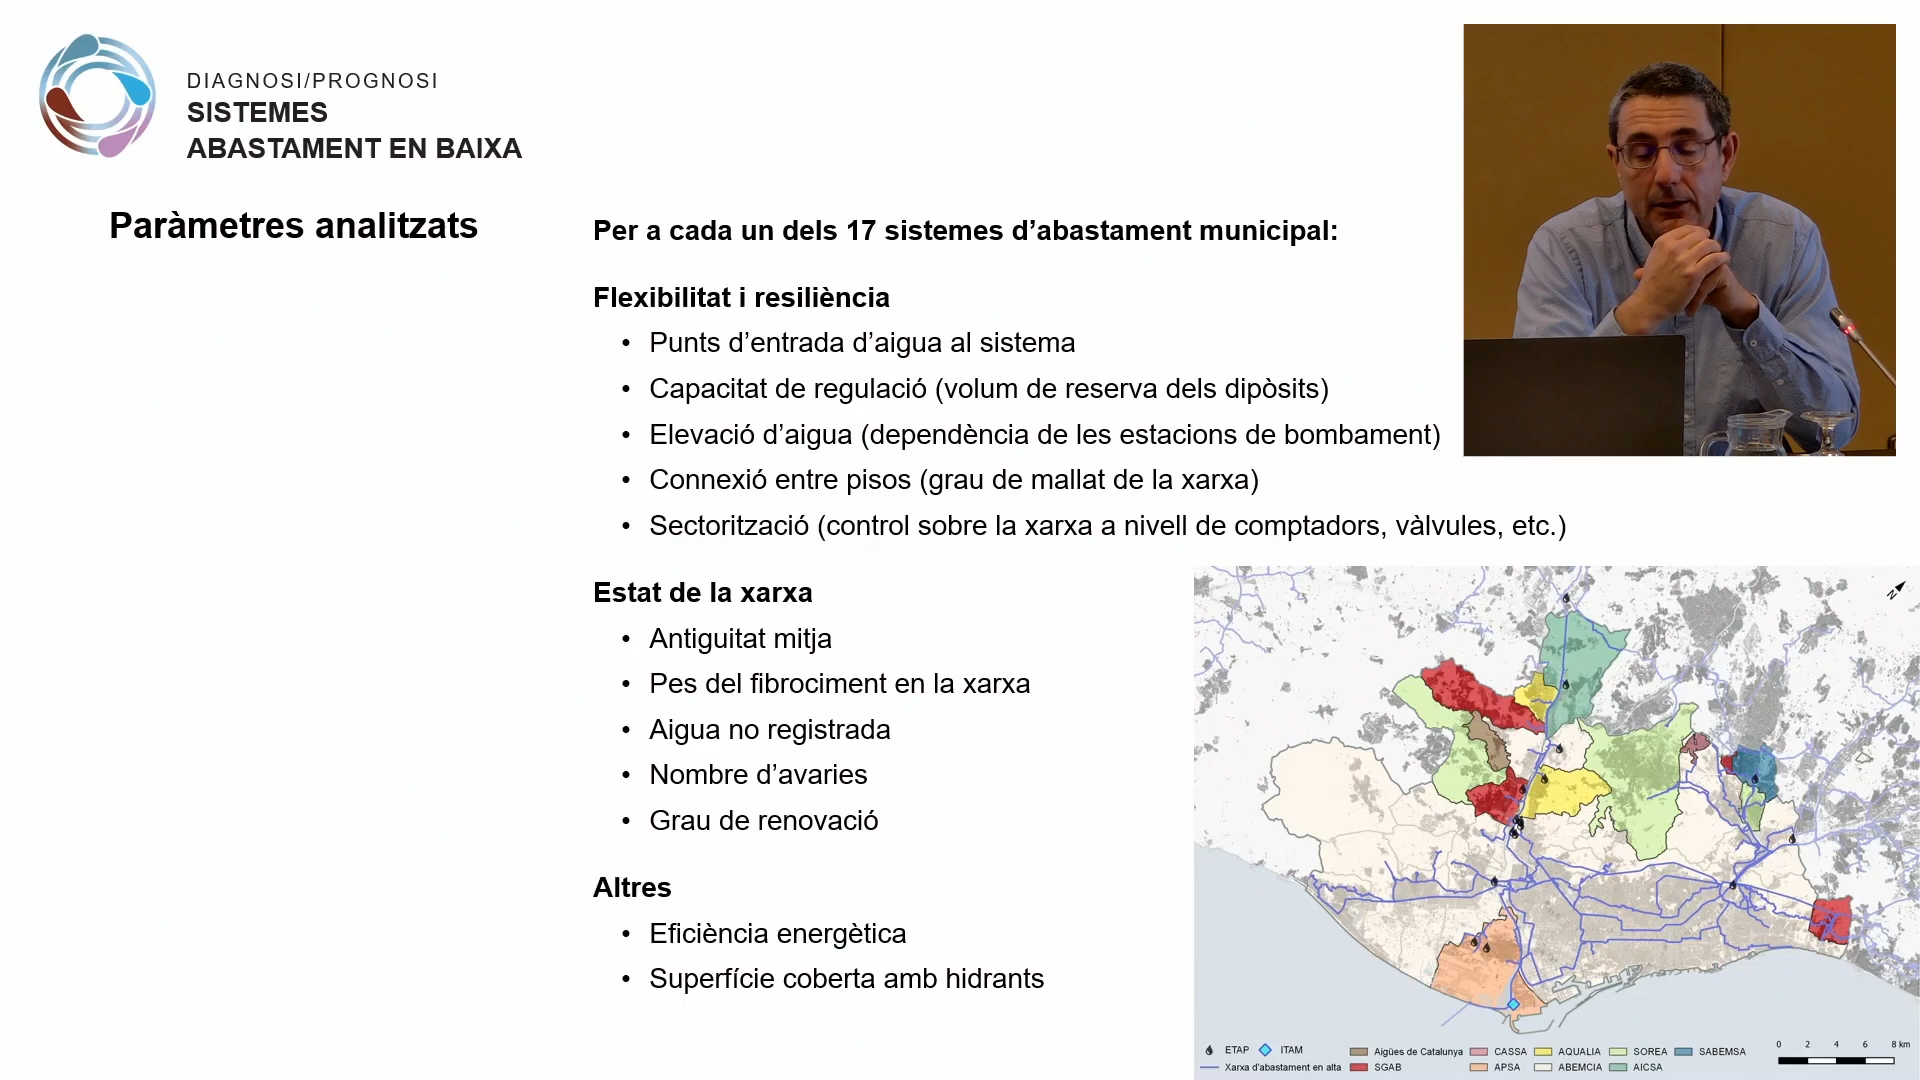 DIAGNOSI/PROGNOSI
SISTEMES
ABASTAMENT EN BAIXA
Paràmetres analitzats
Per a cada un dels 17 sistemes d’abastament municipal:
Flexibilitat i resiliència
• Punts d’entrada d’aigua al sistema
• Capacitat de regulació (volum de reserva dels dipòsits)
• Elevació d’aigua (dependència de les estacions de bombament)
• Connexió entre pisos (grau de mallat de la xarxa)
• Sectorització (control sobre la xarxa a nivell de comptadors, vàlvules, etc.)
Estat de la xarxa
• Antiguitat mitja
• Pes del fibrociment en la xarxa
• Aigua no registrada
• Nombre d’avaries
• Grau de renovació
Altres
• Eficiència energètica
• Superfície coberta amb hidrants
N
ETAP ITAM Aigües de Catalunya CASSA AQUALIA SOREA SABEMSA
Xarxa d'abastament en alta SGAB APSA ABEMCIA AICSA
0 2 4 6 8 km